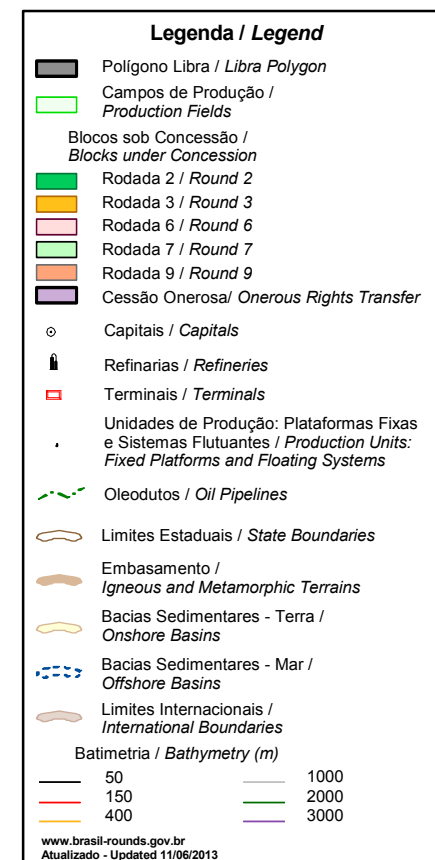 Legenda / Legend
Polígono Libra / Libra Polygon
Campos de Produção /
Production Fields
Blocos sob Concessão /
Blocks under Concession
Rodada 2 / Round 2
Rodada 3 / Round 3
Rodada 6 / Round 6
Rodada 7 / Round 7
Rodada 9 / Round 9
Cessão Onerosa/ Onerous Rights Transfer
Capitais / Capitals
Refinarias / Refineries
Terminais / Terminals
Unidades de Produção: Plataformas Fixas
e Sistemas Flutuantes / Production Units:
Fixed Platforms and Floating Systems
Oleodutos / Oil Pipelines
Limites Estaduais / State Boundaries
Embasamento /
Igneous and Metamorphic Terrains
Bacias Sedimentares - Terra /
Onshore Basins
Bacias Sedimentares - Mar /
Offshore Basins
Limites Internacionais /
International Boundaries
Batimetria / Bathymetry (m)
50 1000
150 2000
400 3000
www.brasil-rounds.gov.br
Atualizado - Updated 11/06/2013